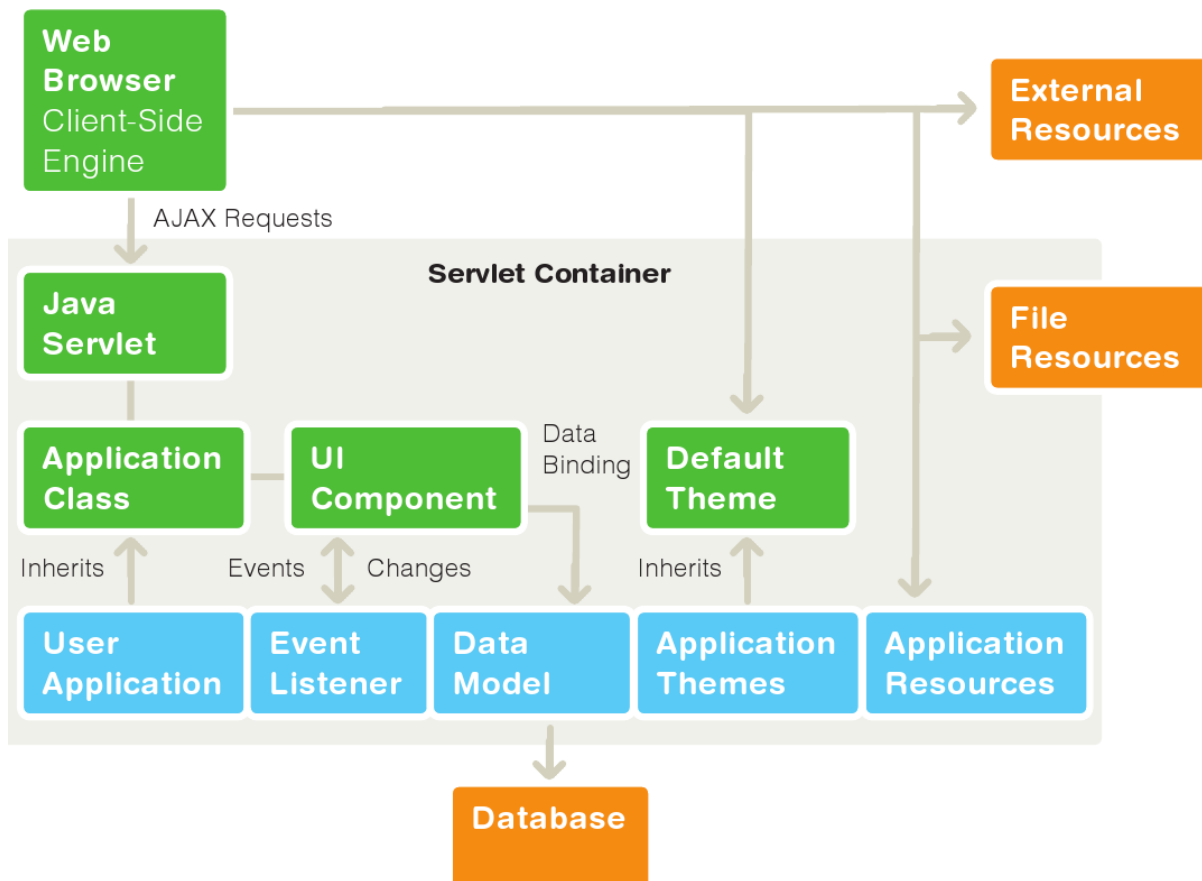 Web
Browser
Client-Side
Engine
External
Resources
AJAX Requests
Servlet Container
Java
Servlet
File
Resources
Application
Class
UI
Component
Data
Binding
Default
Theme
Inherits
Events
Changes
Inherits
User
Application
Event
Listener
Data
Model
Application
Themes
Application
Resources
Database